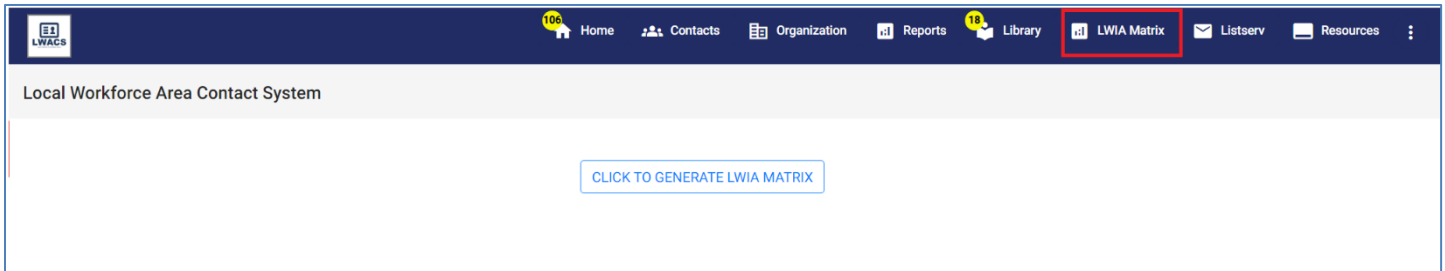 LWACS
106 Home Contacts Organization Reports 18 Library LWIA Matrix Listserv Resources
Local Workforce Area Contact System
CLICK TO GENERATE LWIA MATRIX